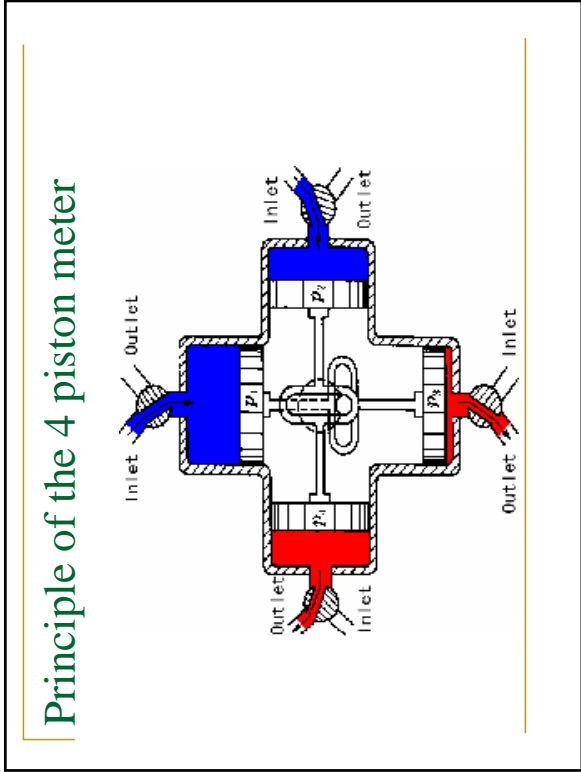 Principle of the 4 piston meter
Inlet
Outlet
P₁
Outlet
Inlet
P₄
P₂
Inlet
Outlet
P₃
Outlet
Inlet